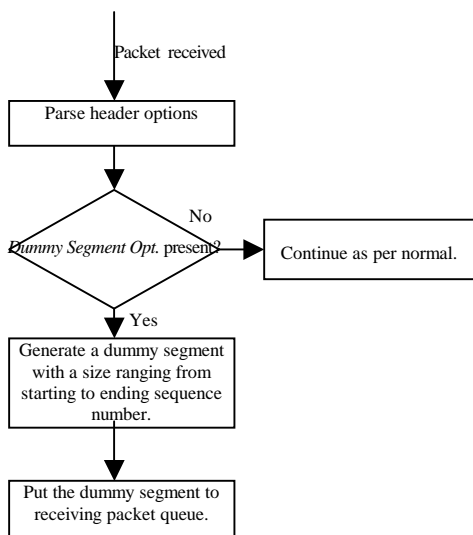 Packet received
Parse header options
No
Dummy Segment Opt. present?
Continue as per normal.
Yes
Generate a dummy segment
with a size ranging from
starting to ending sequence
number.
Put the dummy segment to
receiving packet queue.